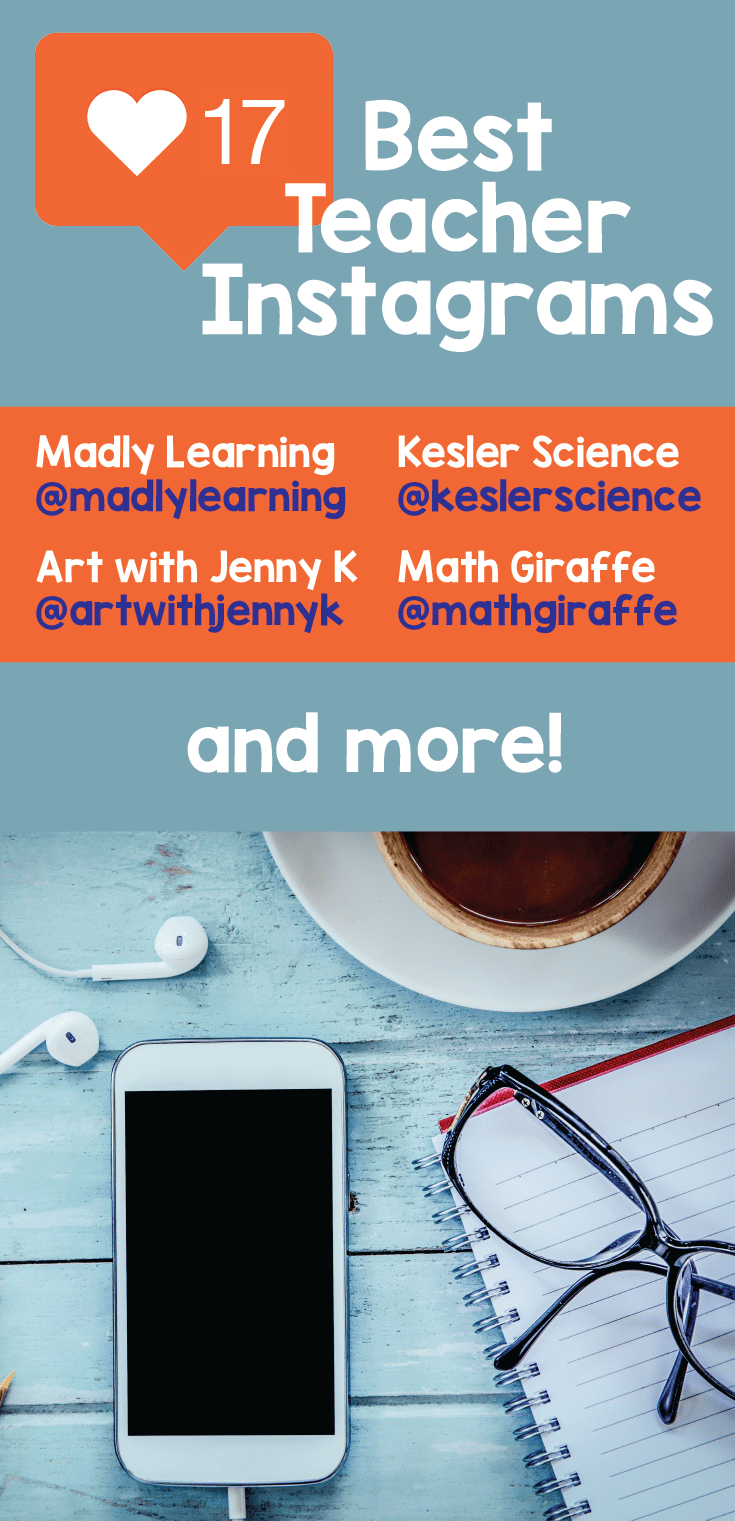 17 Best
Teacher
Instagrams
Madly Learning
@madlylearning
Kesler Science
@keslerscience
Art with Jenny K
@artwithjennyk
Math Giraffe
@mathgiraffe
and more!